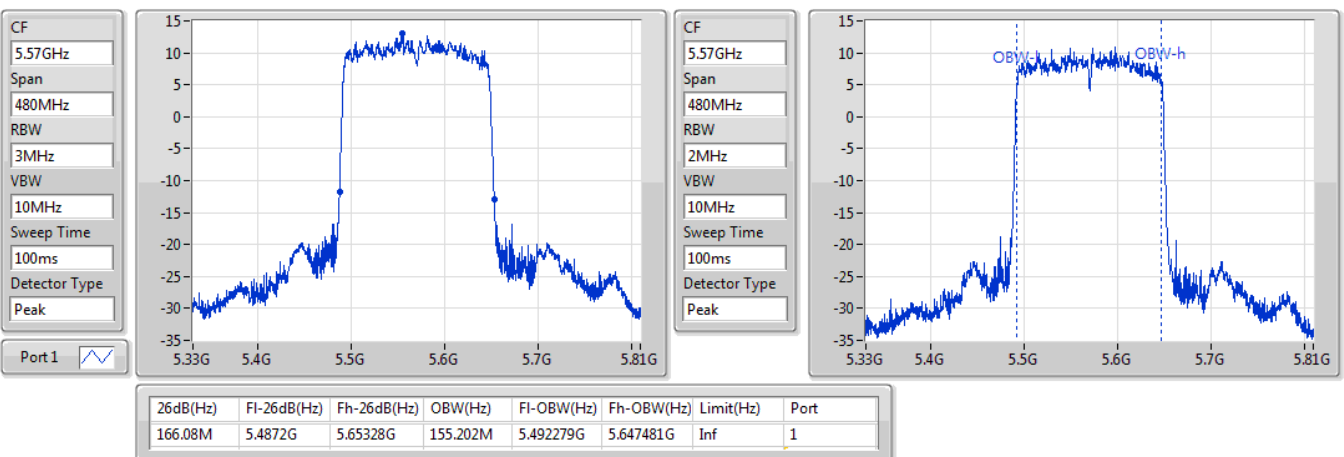 CF
5.57GHz
Span
480MHz
RBW
3MHz
VBW
10MHz
Sweep Time
100ms
Detector Type
Peak
Port 1
15
10
5
0
-5
-10
-15
-20
-25
-30
-35
5.33G 5.4G 5.5G 5.6G 5.7G 5.81G
CF
5.57GHz
Span
480MHz
RBW
2MHz
VBW
10MHz
Sweep Time
100ms
Detector Type
Peak
15
10
5
0
-5
-10
-15
-20
-25
-30
-35
OBW-l OBW-h
5.33G 5.4G 5.5G 5.6G 5.7G 5.81G
26dB(Hz) Fl-26dB(Hz) Fh-26dB(Hz) OBW(Hz) Fl-OBW(Hz) Fh-OBW(Hz) Limit(Hz) Port
166.08M 5.4872G 5.65328G 155.202M 5.492279G 5.647481G Inf 1